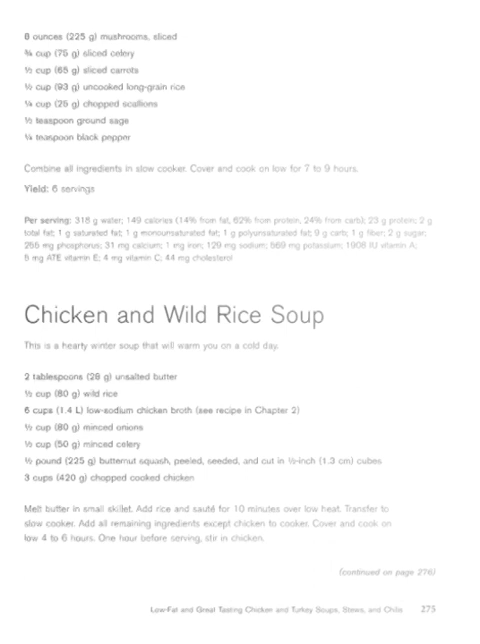 8 ounces (225 g) mushrooms, sliced
¾ cup (75 g) sliced celery
½ cup (65 g) sliced carrots
½ cup (93 g) uncooked long-grain rice
¼ cup (25 g) chopped scallions
½ teaspoon ground sage
¼ teaspoon black pepper
Combine all ingredients in slow cooker. Cover and cook on low for 7 to 9 hours.
Yield: 6 servings
Per serving: 318 g water; 149 calories (14% from fat, 62% from protein, 24% from carb); 23 g protein; 2 g
total fat; 1 g saturated fat; 1 g monounsaturated fat; 1 g polyunsaturated fat; 9 g carb; 1 g fiber; 2 g sugar;
255 mg phosphorus; 31 mg calcium; 1 mg iron; 129 mg sodium; 569 mg potassium; 1908 IU vitamin A;
5 mg ATE vitamin E; 4 mg vitamin C; 44 mg cholesterol
Chicken and Wild Rice Soup
This is a hearty winter soup that will warm you on a cold day.
2 tablespoons (28 g) unsalted butter
½ cup (80 g) wild rice
6 cups (1.4 L) low-sodium chicken broth (see recipe in Chapter 2)
½ cup (80 g) minced onions
½ cup (50 g) minced celery
½ pound (225 g) butternut squash, peeled, seeded, and cut in ½-inch (1.3 cm) cubes
3 cups (420 g) chopped cooked chicken
Melt butter in small skillet. Add rice and sauté for 10 minutes over low heat. Transfer to
slow cooker. Add all remaining ingredients except chicken to cooker. Cover and cook on
low 4 to 6 hours. One hour before serving, stir in chicken.
(continued on page 276)
Low-Fat and Great Tasting Chicken and Turkey Soups, Stews, and Chilis 275